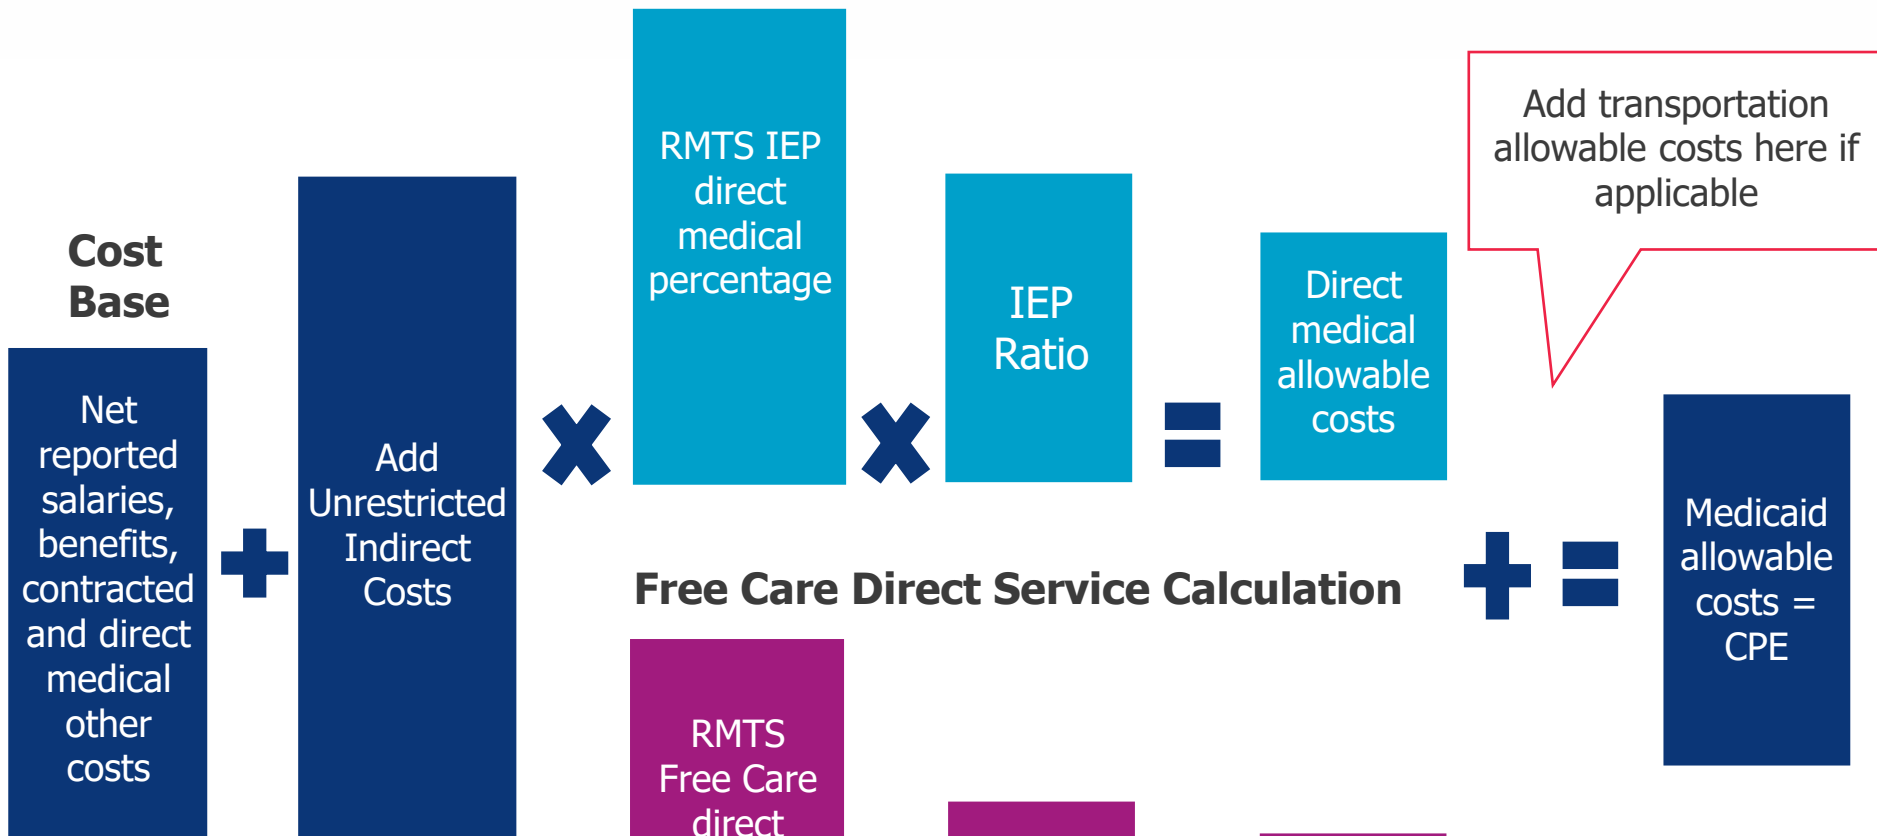 Cost
Base
Net
reported
salaries,
benefits,
contracted
and direct
medical
other
costs
Add
Unrestricted
Indirect
Costs
RMTS IEP
direct
medical
percentage
IEP
Ratio
Direct
medical
allowable
costs
Add transportation
allowable costs here if
applicable
Free Care Direct Service Calculation
RMTS
Free Care
direct
Medicaid
allowable
costs =
CPE